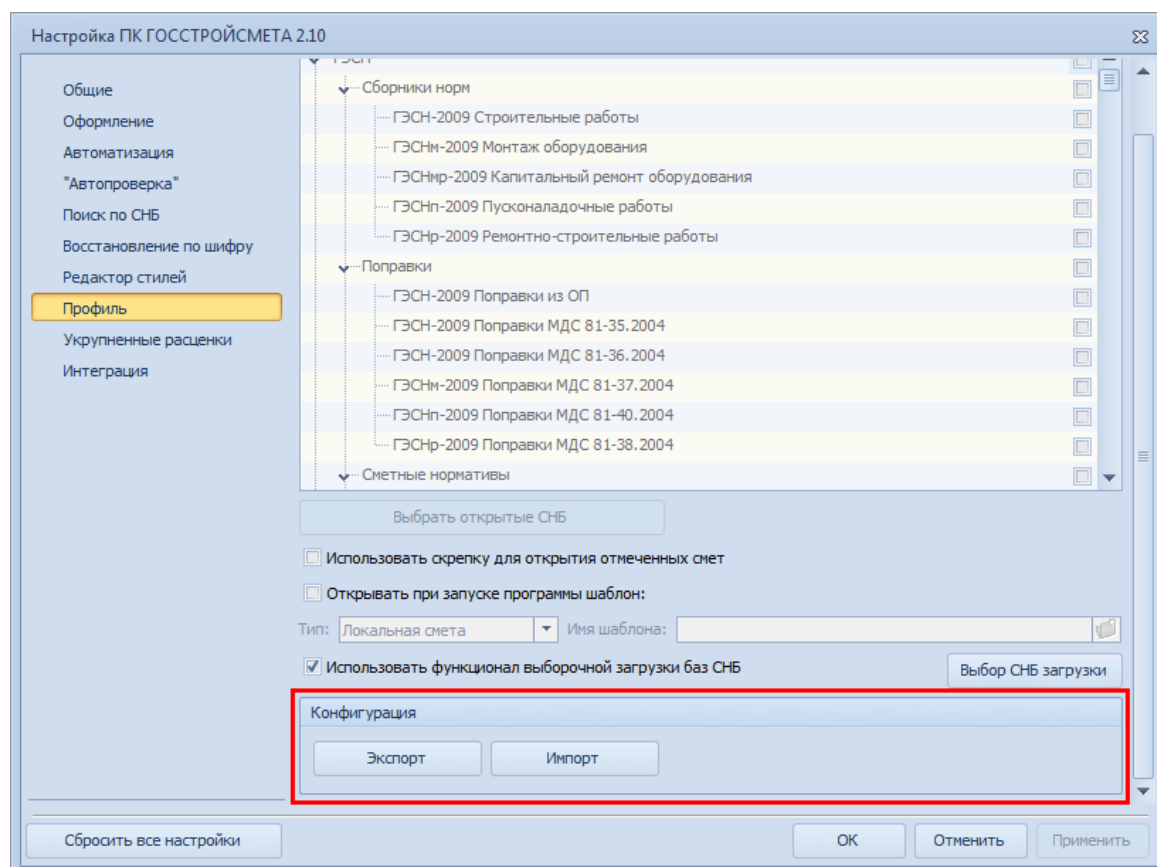 Настройка ПК ГОССТРОЙСМЕТА 2.10
Общие
Оформление
Автоматизация
"Автопроверка"
Поиск по СНБ
Восстановление по шифру
Редактор стилей
Профиль
Укрупненные расценки
Интеграция
ГЭСН
Сборники норм
ГЭСН-2009 Строительные работы
ГЭСНм-2009 Монтаж оборудования
ГЭСНмр-2009 Капитальный ремонт оборудования
ГЭСНп-2009 Пусконаладочные работы
ГЭСНр-2009 Ремонтно-строительные работы
Поправки
ГЭСН-2009 Поправки из ОП
ГЭСН-2009 Поправки МДС 81-35.2004
ГЭСН-2009 Поправки МДС 81-36.2004
ГЭСНм-2009 Поправки МДС 81-37.2004
ГЭСНп-2009 Поправки МДС 81-40.2004
ГЭСНр-2009 Поправки МДС 81-38.2004
Сметные нормативы
Выбрать открытые СНБ
Использовать скрепку для открытия отмеченных смет
Открывать при запуске программы шаблон:
Тип: Локальная смета Имя шаблона:
Использовать функционал выборочной загрузки баз СНБ Выбор СНБ загрузки
Конфигурация
Экспорт Импорт
Сбросить все настройки ОК Отменить Применить